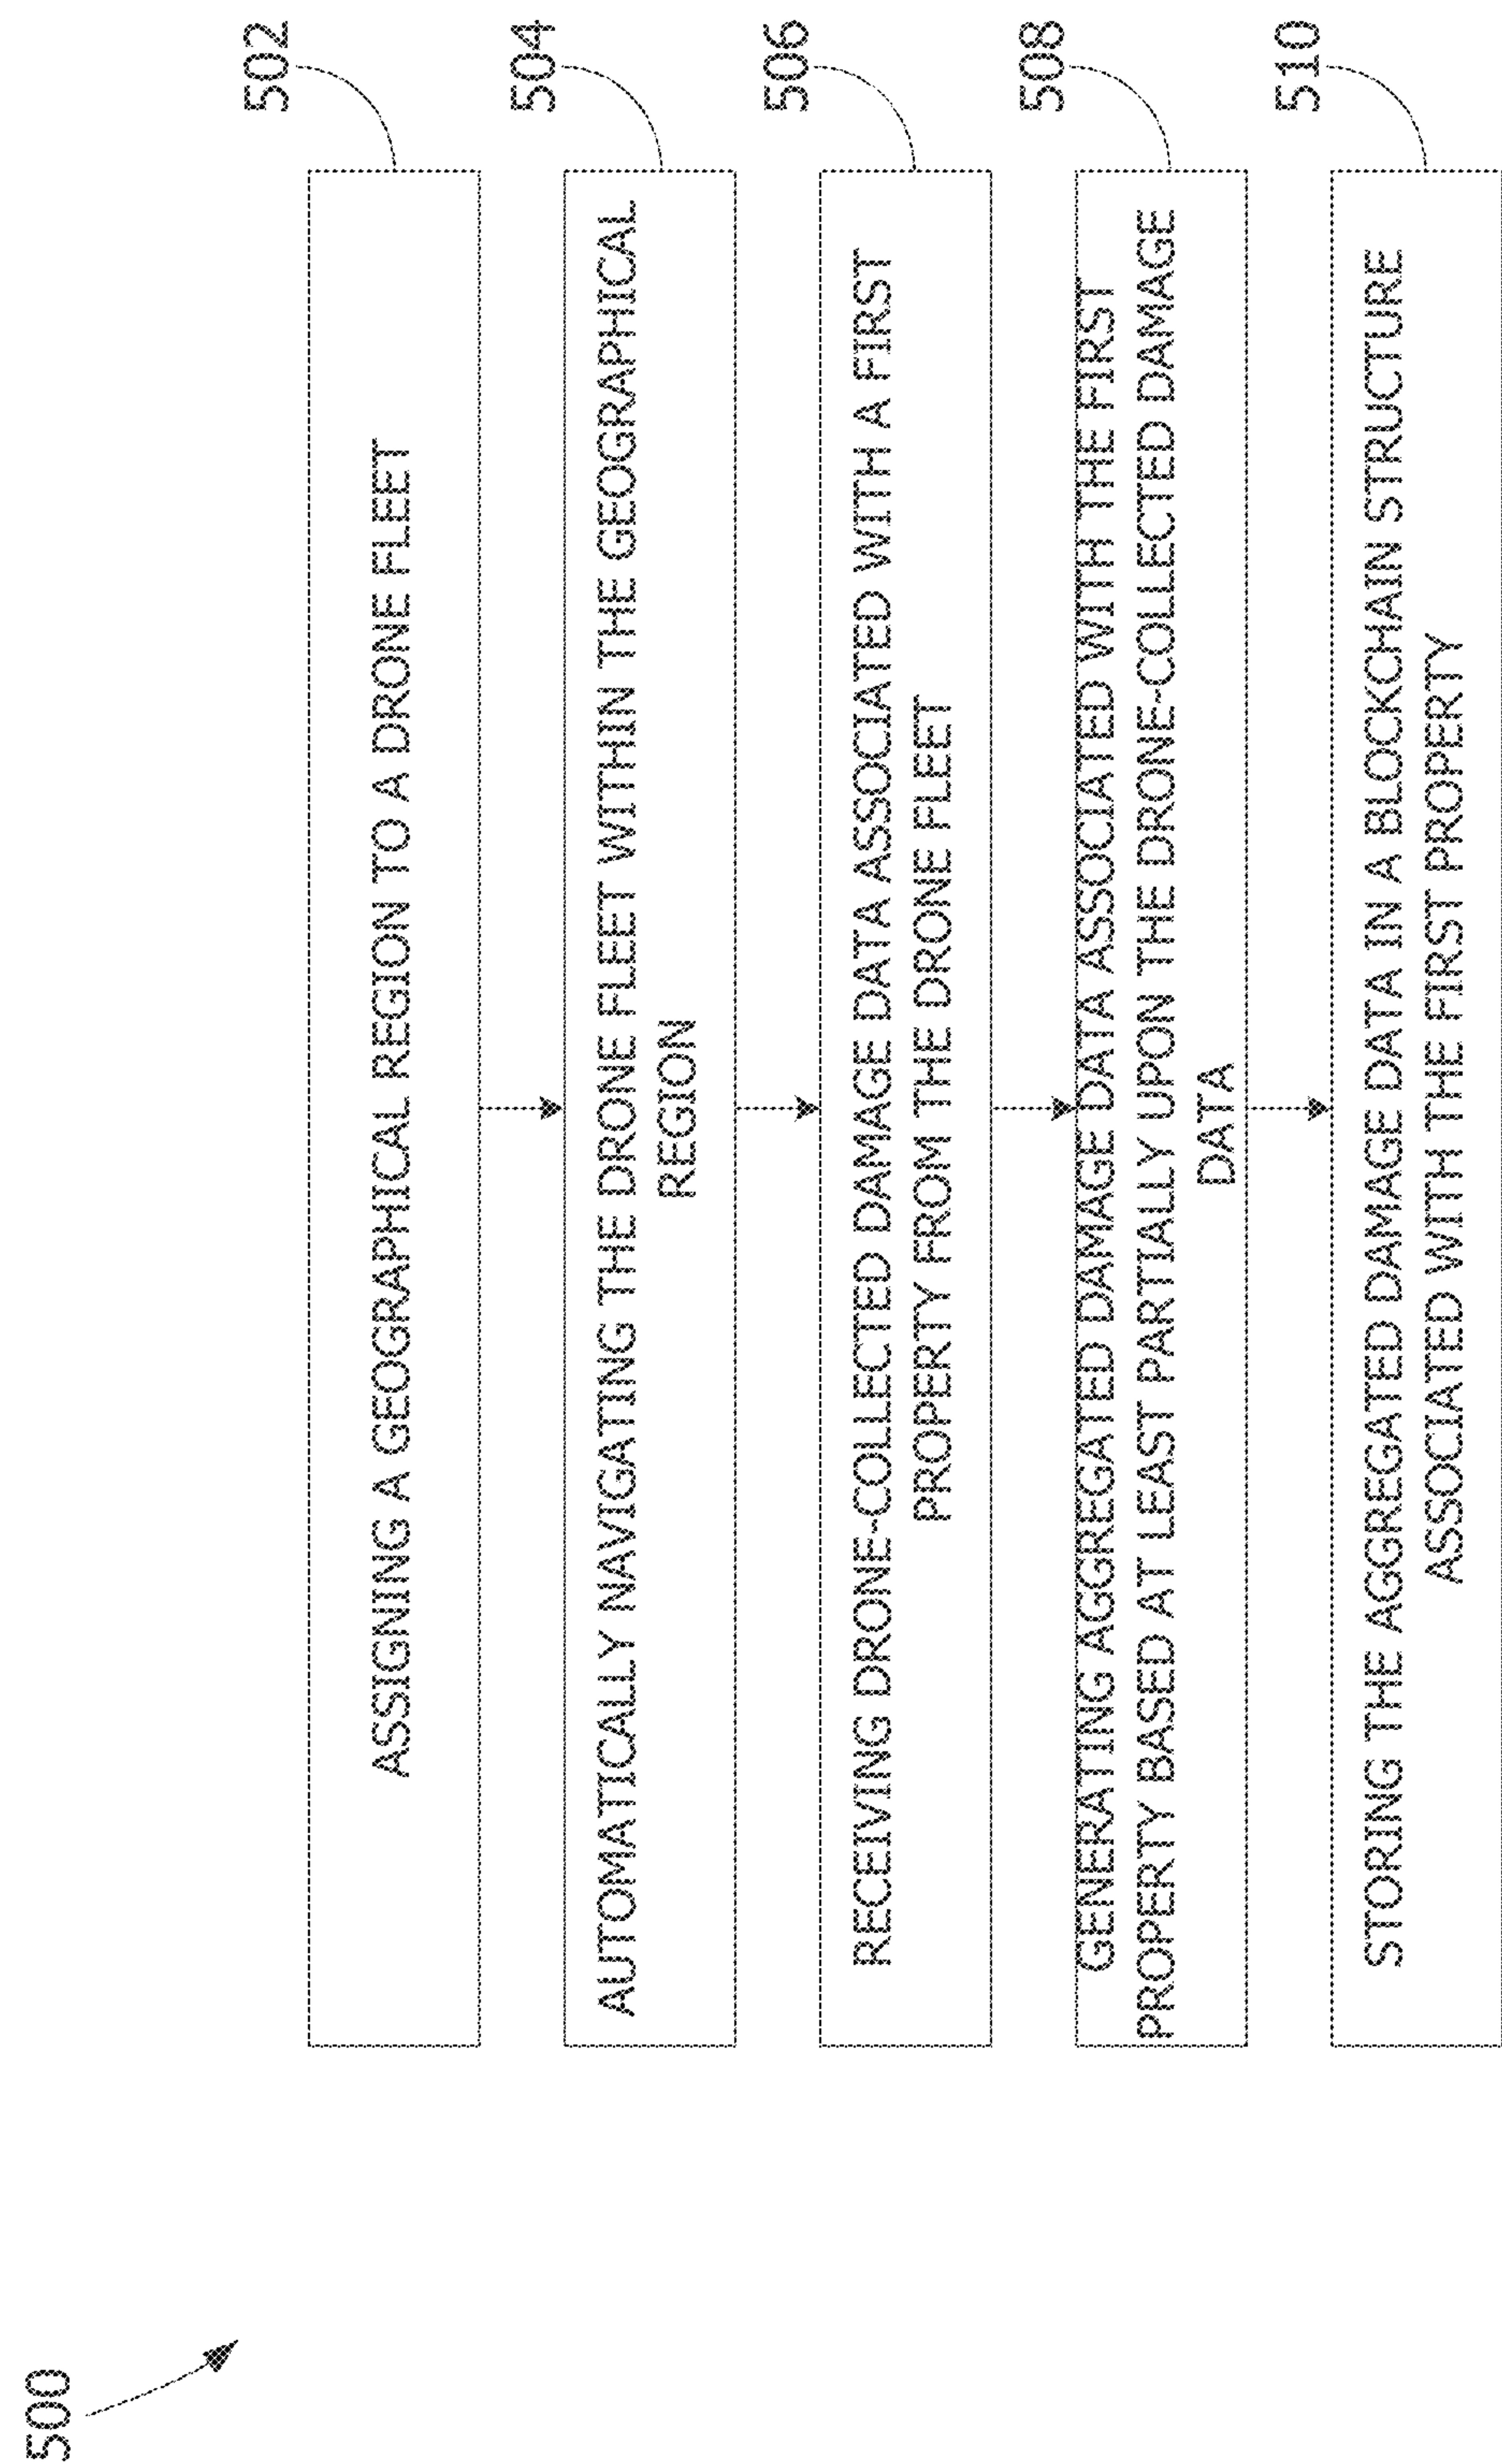 500
502
ASSIGNING A GEOGRAPHICAL REGION TO A DRONE FLEET
504
AUTOMATICALLY NAVIGATING THE DRONE FLEET WITHIN THE GEOGRAPHICAL
REGION
506
RECEIVING DRONE-COLLECTED DAMAGE DATA ASSOCIATED WITH A FIRST
PROPERTY FROM THE DRONE FLEET
508
GENERATING AGGREGATED DAMAGE DATA ASSOCIATED WITH THE FIRST
PROPERTY BASED AT LEAST PARTIALLY UPON THE DRONE-COLLECTED DAMAGE
DATA
510
STORING THE AGGREGATED DAMAGE DATA IN A BLOCKCHAIN STRUCTURE
ASSOCIATED WITH THE FIRST PROPERTY